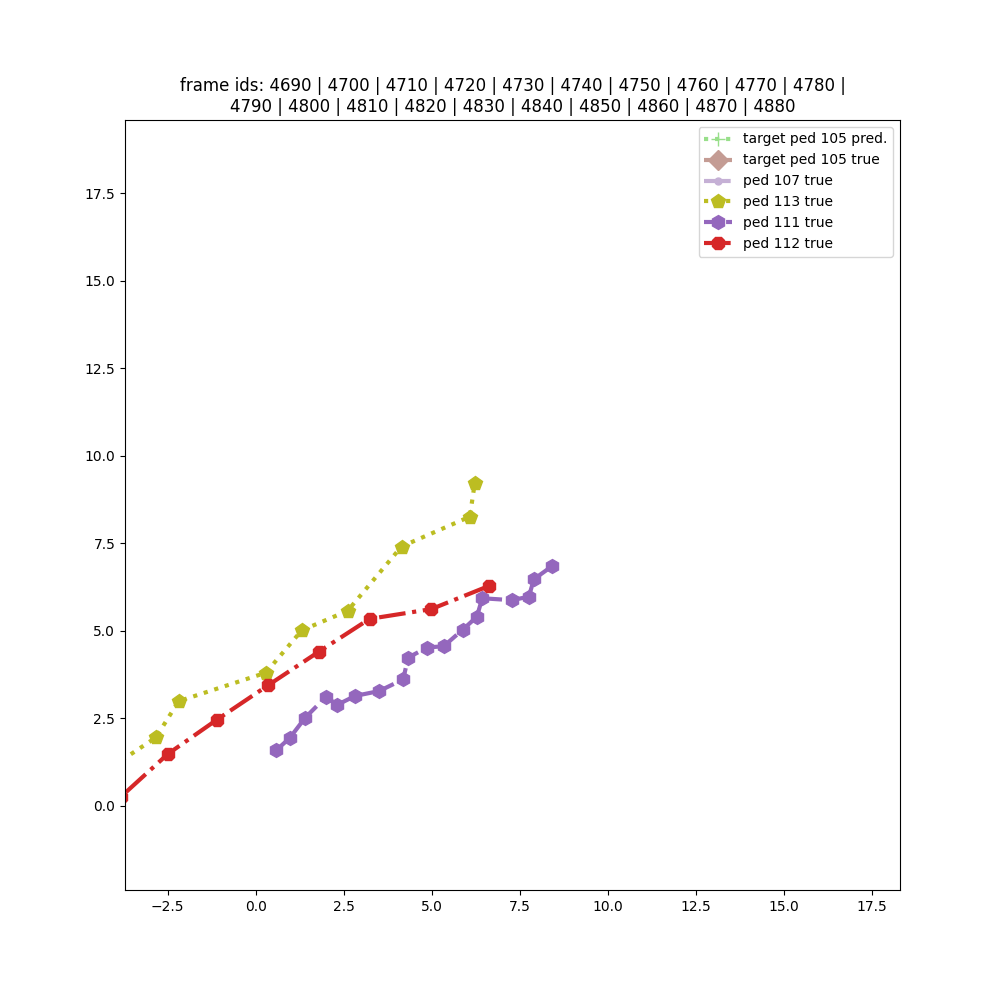 frame ids: 4690 | 4700 | 4710 | 4720 | 4730 | 4740 | 4750 | 4760 | 4770 | 4780 |
4790 | 4800 | 4810 | 4820 | 4830 | 4840 | 4850 | 4860 | 4870 | 4880
target ped 105 pred.
target ped 105 true
ped 107 true
ped 113 true
ped 111 true
ped 112 true
17.5
15.0
12.5
10.0
7.5
5.0
2.5
0.0
−2.5 0.0 2.5 5.0 7.5 10.0 12.5 15.0 17.5